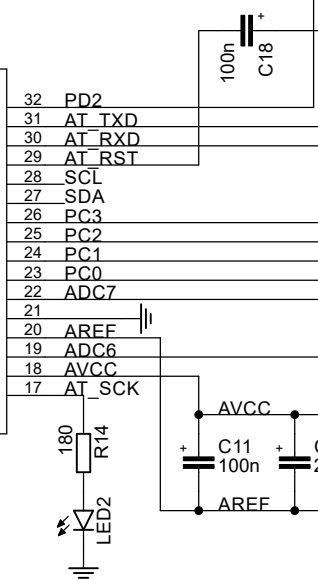 +
100n
C18
32 PD2
31 AT_TXD
30 AT_RXD
29 AT_RST
28 SCL
27 SDA
26 PC3
25 PC2
24 PC1
23 PC0
22 ADC7
21
20 AREF
19 ADC6
18 AVCC
17 AT_SCK
AVCC
180
R14
+
C11
100n
+
AREF
LED2